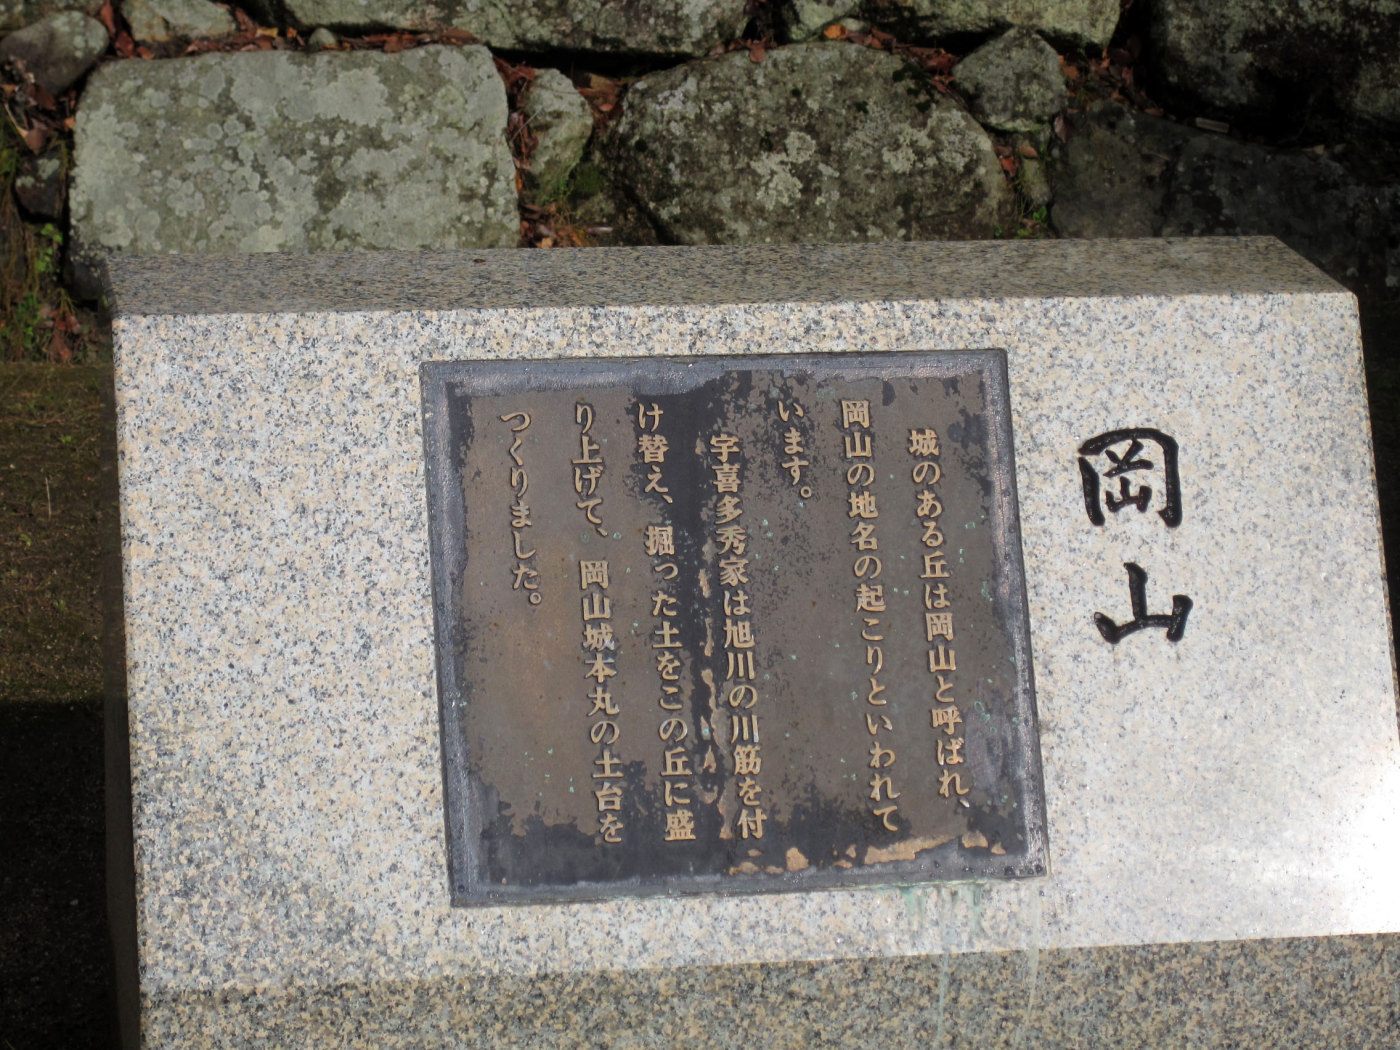 岡山
城のある丘は岡山と呼ばれ、
岡山の地名の起こりといわれて
います。
宇喜多秀家は旭川の川筋を付
け替え、掘った土をこの丘に盛
り上げて、岡山城本丸の土台を
つくりました。